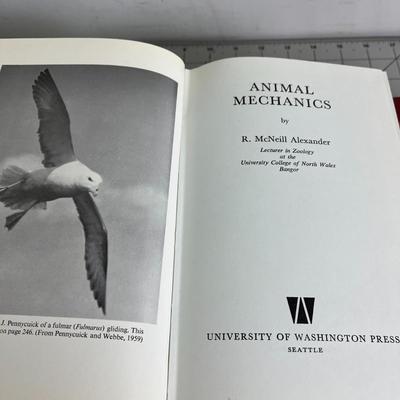 J. Pennycuick of a fulmar (Fulmarus) gliding. This
on page 246. (From Pennycuick and Webbe, 1959)
ANIMAL
MECHANICS
by
R. McNeill Alexander
Lecturer in Zoology
at the
University College of North Wales
Bangor
UNIVERSITY OF WASHINGTON PRESS
SEATTLE